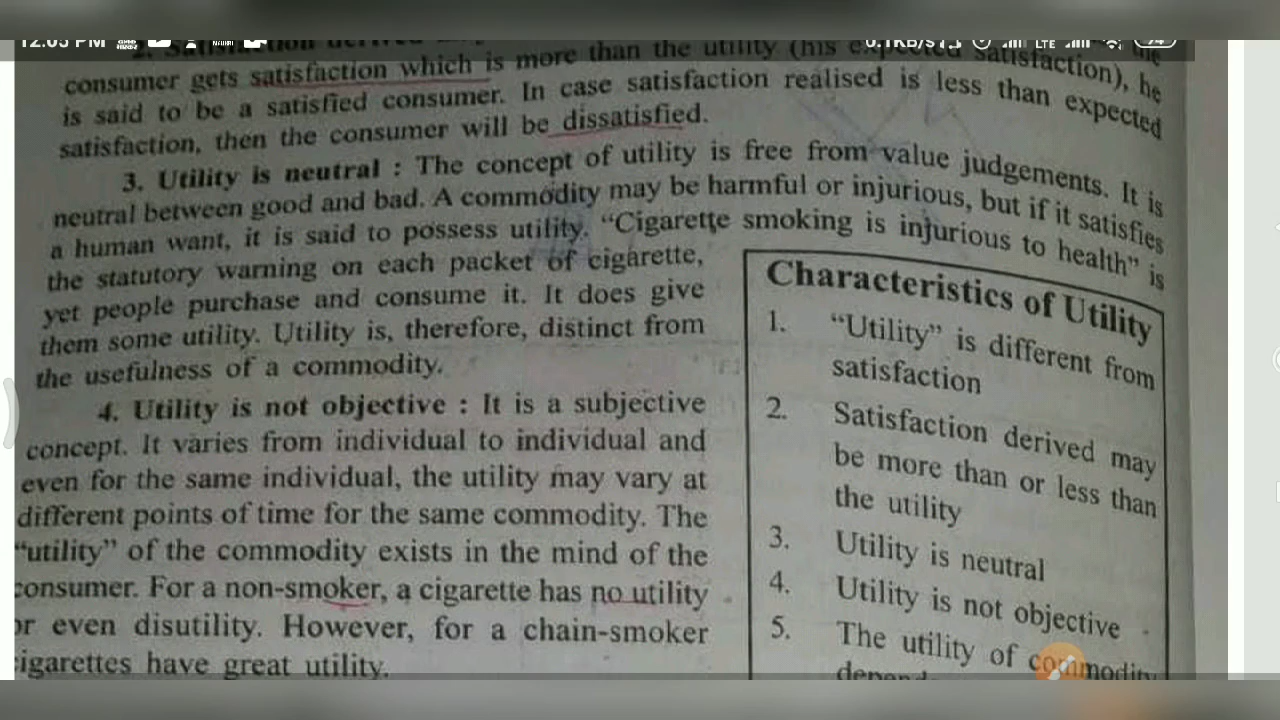 12:05 PM
0.1KB/S
LTE
consumer gets satisfaction which is more than the utility (his expected satisfaction), he
is said to be a satisfied consumer. In case satisfaction realised is less than expected
satisfaction, then the consumer will be dissatisfied.
3. Utility is neutral : The concept of utility is free from value judgements. It is
neutral between good and bad. A commodity may be harmful or injurious, but if it satisfies
a human want, it is said to possess utility. “Cigarette smoking is injurious to health” is
the statutory warning on each packet of cigarette,
yet people purchase and consume it. It does give
them some utility. Utility is, therefore, distinct from
the usefulness of a commodity.
4. Utility is not objective : It is a subjective
concept. It varies from individual to individual and
even for the same individual, the utility may vary at
different points of time for the same commodity. The
“utility” of the commodity exists in the mind of the
consumer. For a non-smoker, a cigarette has no utility
or even disutility. However, for a chain-smoker
igarettes have great utility.
Characteristics of Utility
1. “Utility” is different from
satisfaction
2. Satisfaction derived may
be more than or less than
the utility
3. Utility is neutral
4. Utility is not objective
5. The utility of commodity